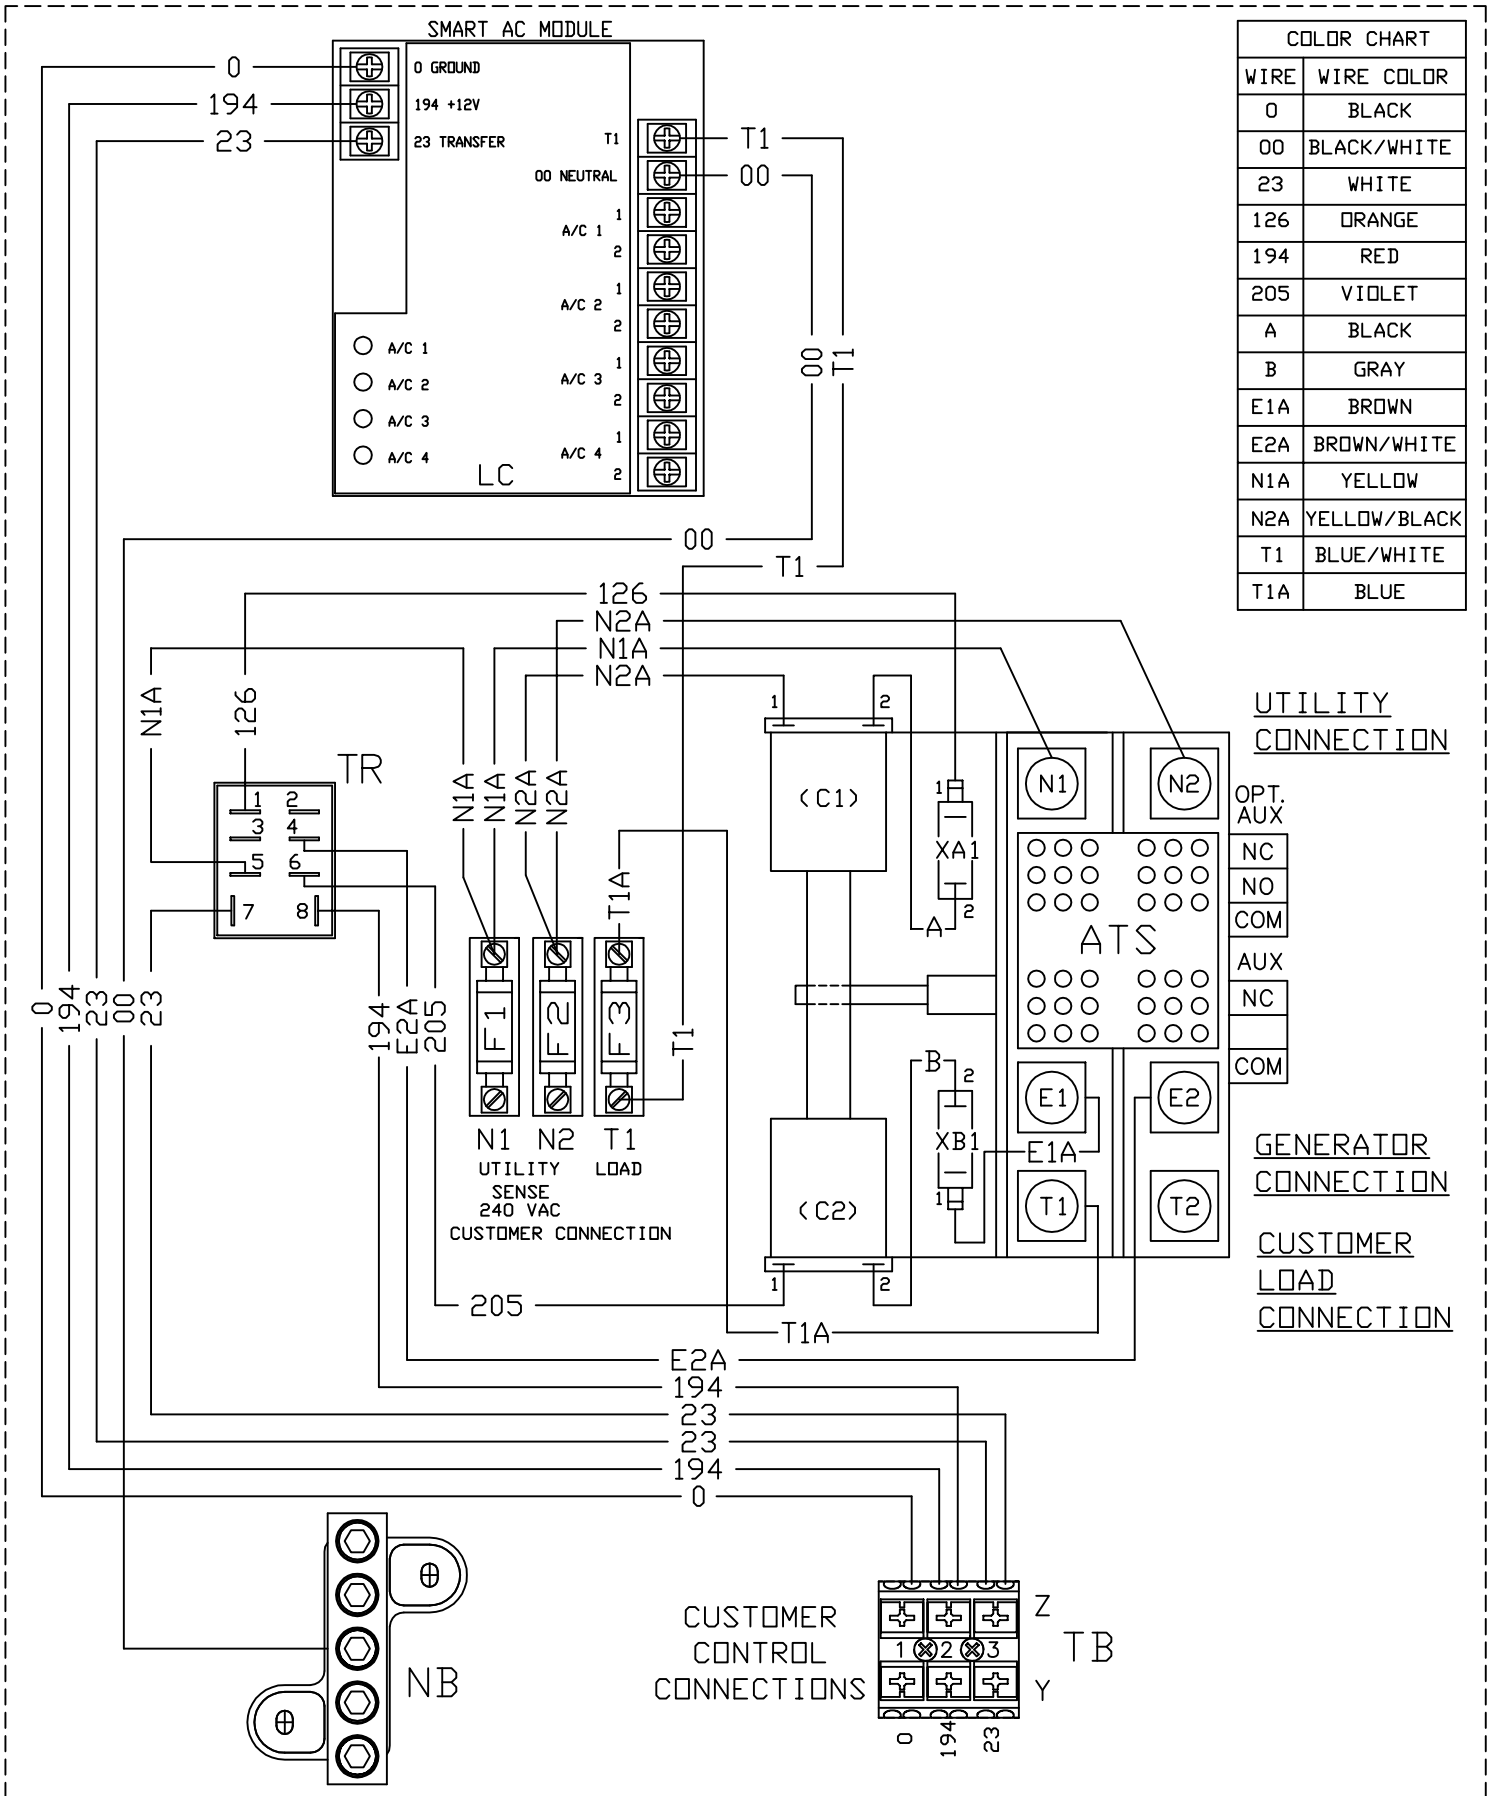 SMART AC MODULE
0
194
23
0 GROUND
194 +12V
23 TRANSFER
T1
00 NEUTRAL
1
A/C 1
2
1
A/C 2
2
1
A/C 3
2
1
A/C 4
2
A/C 1
A/C 2
A/C 3
A/C 4
LC
T1
00
00
T1
COLOR CHART
WIRE WIRE COLOR
0 BLACK
00 BLACK/WHITE
23 WHITE
126 ORANGE
194 RED
205 VIOLET
A BLACK
B GRAY
E1A BROWN
E2A BROWN/WHITE
N1A YELLOW
N2A YELLOW/BLACK
T1 BLUE/WHITE
T1A BLUE
00
T1
126
N2A
N1A
N2A
N1A
126
TR
1 2
3 4
5 6
7 8
N1A
N1A
N2A
N2A
T1A
1 2
(C1)
1
XA1
2
A
N1
N2
ATS
UTILITY
CONNECTION
OPT.
AUX
NC
NO
COM
AUX
NC
COM
0
194
23
00
23
194
E2A
205
F1
F2
F3
T1
N1 N2 T1
UTILITY LOAD
SENSE
240 VAC
CUSTOMER CONNECTION
B
2
XB1
1
E1
E2
E1A
T1
T2
(C2)
1 2
GENERATOR
CONNECTION
CUSTOMER
LOAD
CONNECTION
205
T1A
E2A
194
23
23
194
0
NB
CUSTOMER
CONTROL
CONNECTIONS
Z
1 2 3
TB
Y
0
194
23